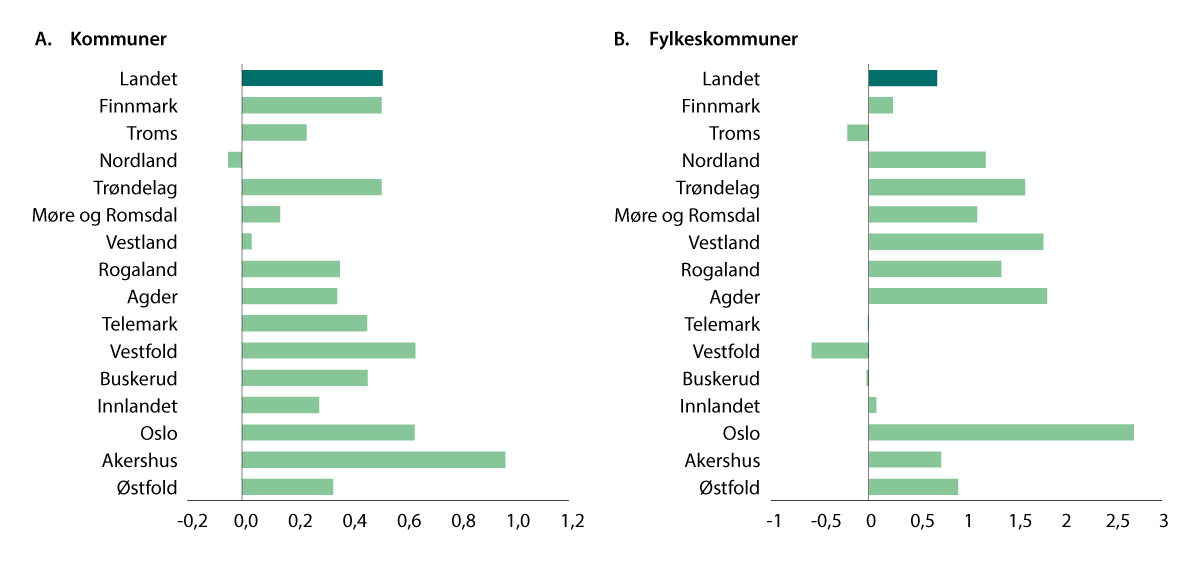 A. Kommuner
Landet
Finnmark
Troms
Nordland
Trøndelag
Møre og Romsdal
Vestland
Rogaland
Agder
Telemark
Vestfold
Buskerud
Innlandet
Oslo
Akershus
Østfold
-0,2 0,0 0,2 0,4 0,6 0,8 1,0 1,2
B. Fylkeskommuner
Landet
Finnmark
Troms
Nordland
Trøndelag
Møre og Romsdal
Vestland
Rogaland
Agder
Telemark
Vestfold
Buskerud
Innlandet
Oslo
Akershus
Østfold
-1 -0,5 0 0,5 1 1,5 2 2,5 3